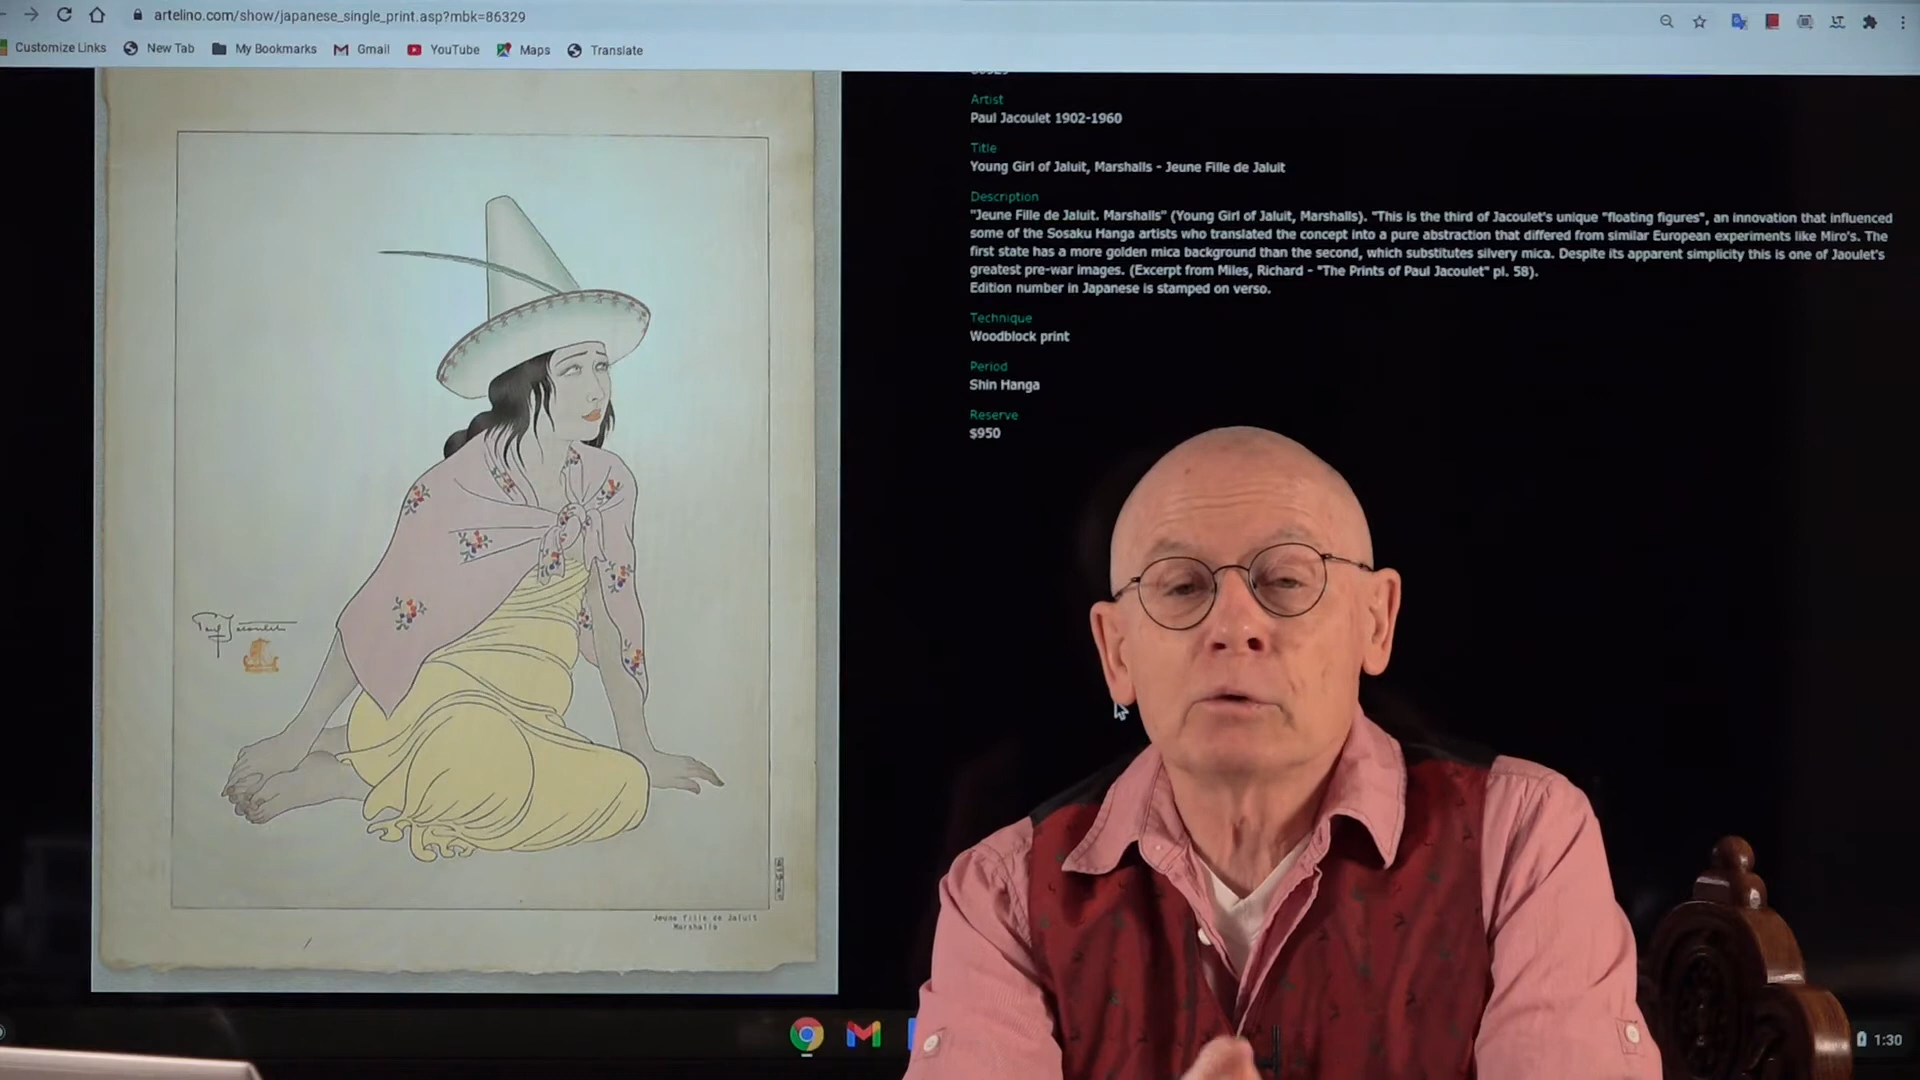 artelino.com/show/japanese_single_print.asp?mbk=86329
Customize Links New Tab My Bookmarks Gmail YouTube Maps Translate
Artist
Paul Jacoulet 1902-1960
Title
Young Girl of Jaluit, Marshalls - Jeune Fille de Jaluit
Description
"Jeune Fille de Jaluit. Marshalls" (Young Girl of Jaluit, Marshalls). "This is the third of Jacoulet's unique "floating figures", an innovation that influenced
some of the Sosaku Hanga artists who translated the concept into a pure abstraction that differed from similar European experiments like Miro's. The
first state has a more golden mica background than the second, which substitutes silvery mica. Despite its apparent simplicity this is one of Jaoulet's
greatest pre-war images. (Excerpt from Miles, Richard - "The Prints of Paul Jacoulet" pl. 58).
Edition number in Japanese is stamped on verso.
Technique
Woodblock print
Period
Shin Hanga
Reserve
$950
Paul Jacoulet
Jeune fille de Jaluit
Marshalls
1:30